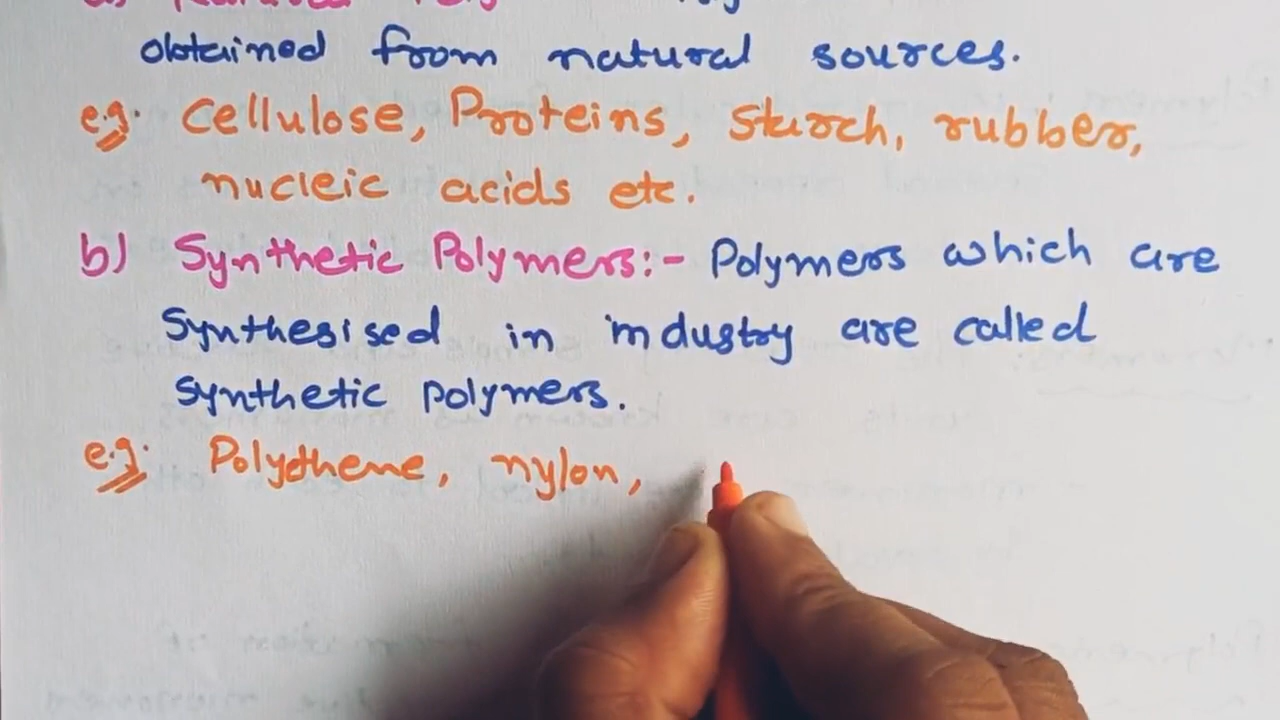 obtained from natural sources.
e.g. Cellulose, Proteins, Starch, rubber,
nucleic acids etc.
b) Synthetic Polymers:- Polymers which are
Synthesised in industry are called
Synthetic polymers.
e.g. Polythene, nylon,